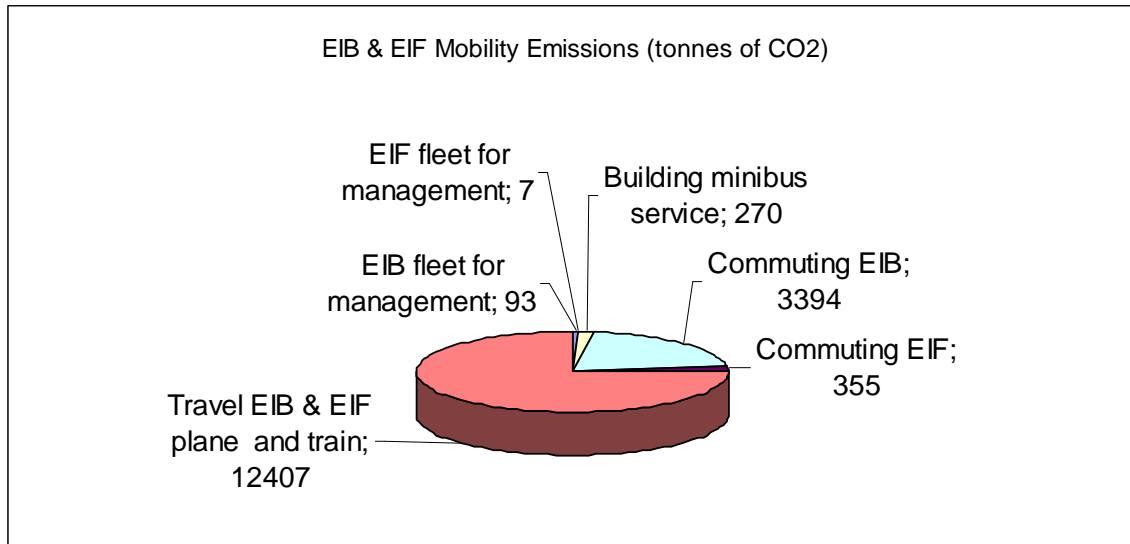 EIB & EIF Mobility Emissions (tonnes of CO2)
EIF fleet for
management; 7
Building minibus
service; 270
EIB fleet for
management; 93
Commuting EIB;
3394
Commuting EIF;
355
Travel EIB & EIF
plane and train;
12407